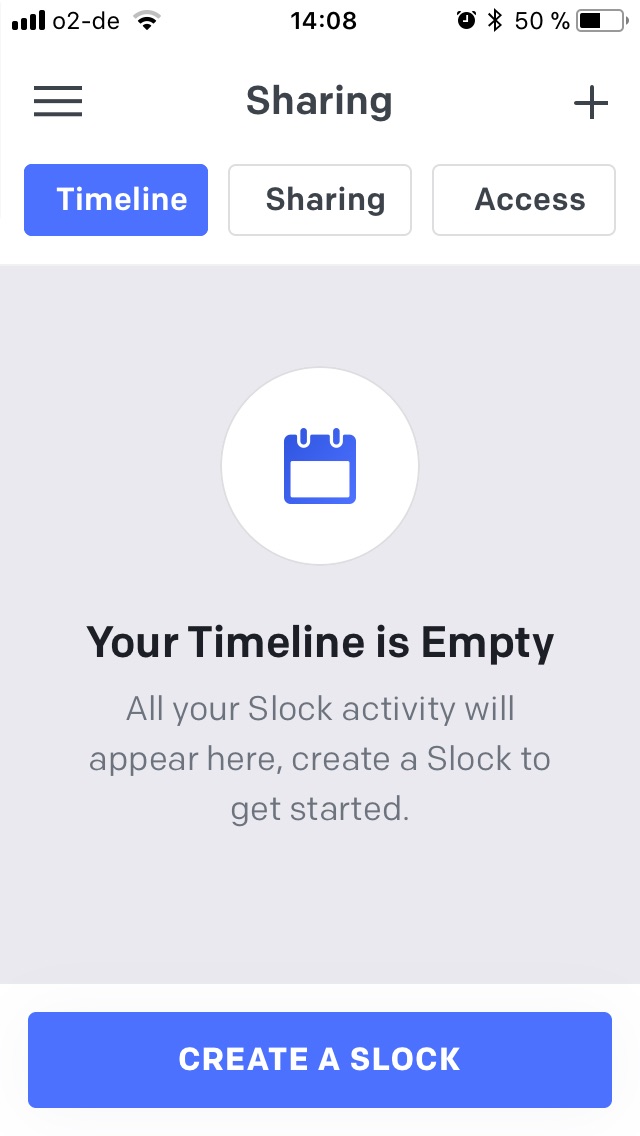 o2-de 14:08 50 %
Sharing
Timeline Sharing Access
Your Timeline is Empty
All your Slock activity will
appear here, create a Slock to
get started.
CREATE A SLOCK